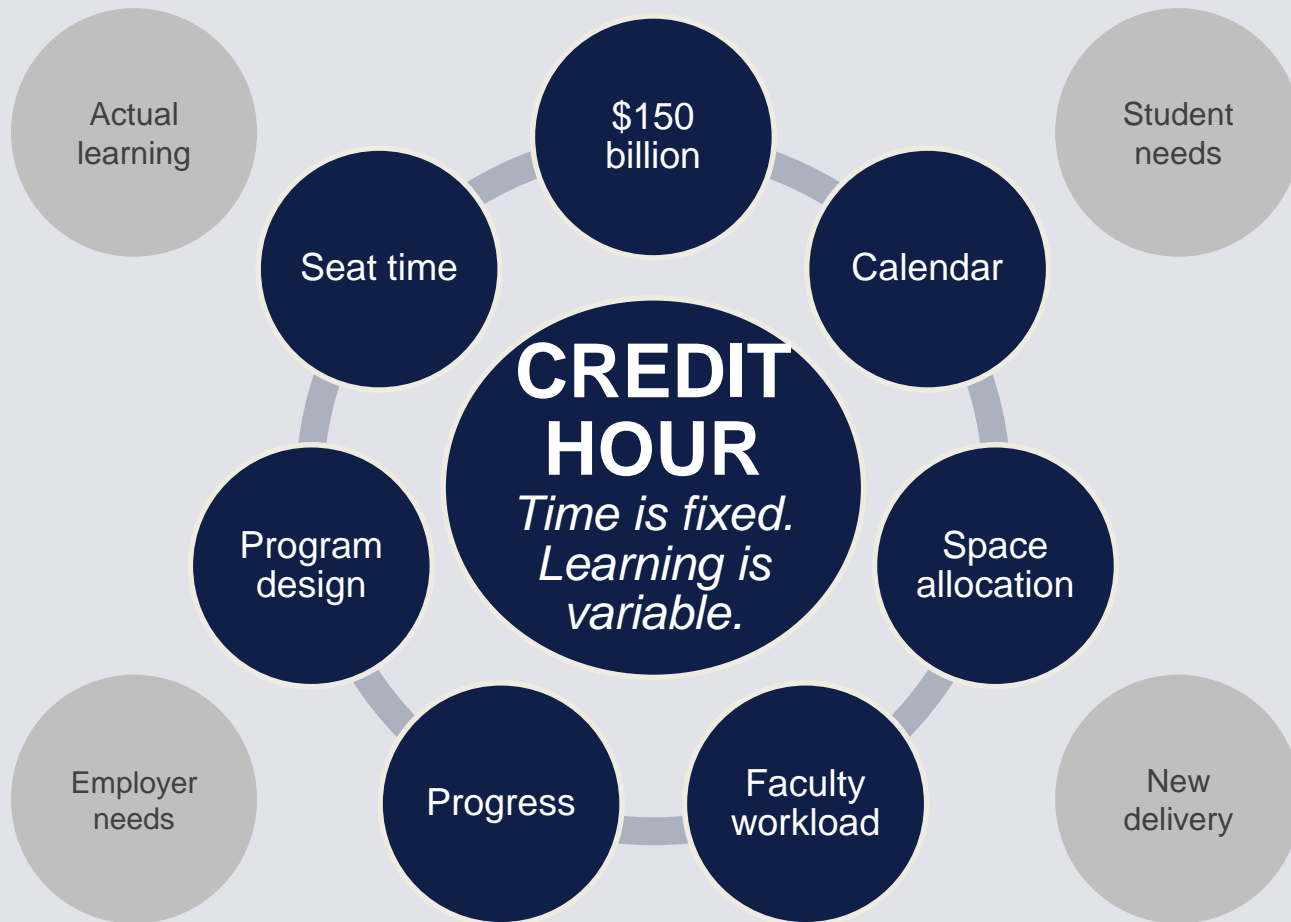 Actual
learning
$150
billion
Student
needs
Seat time
Calendar
CREDIT
HOUR
Time is fixed.
Learning is
variable.
Program
design
Space
allocation
Employer
needs
Progress
Faculty
workload
New
delivery